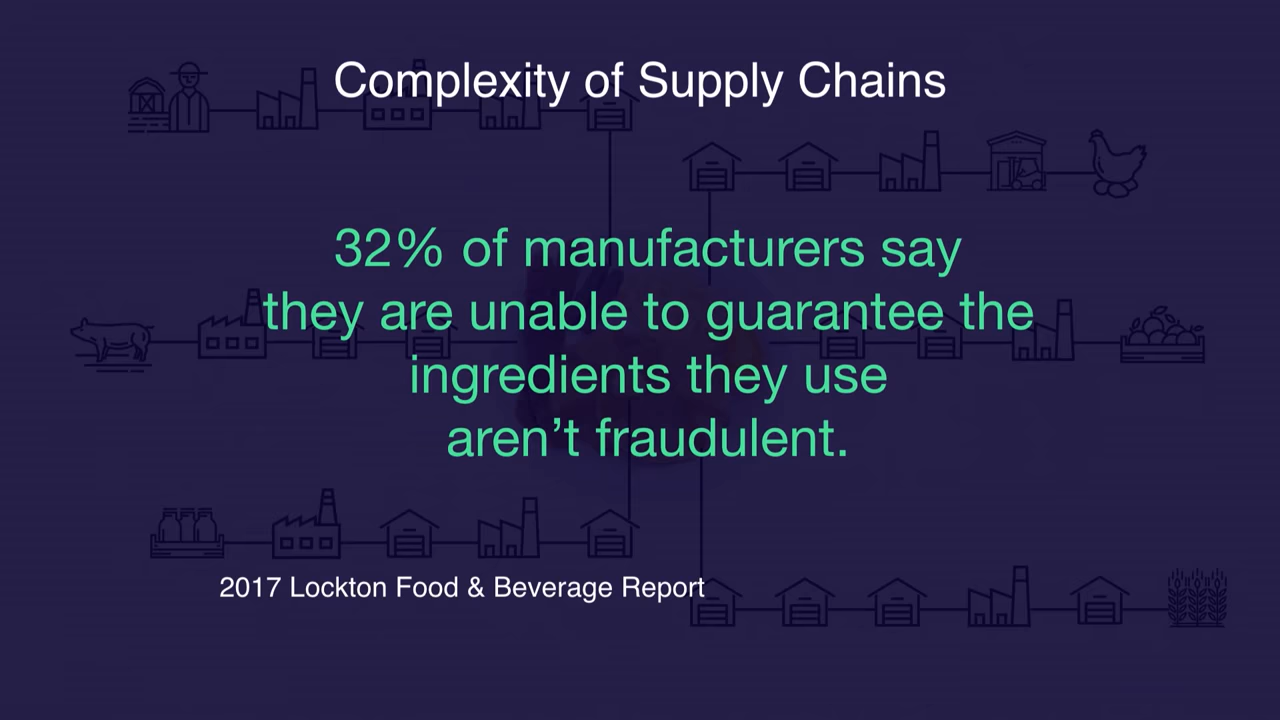 Complexity of Supply Chains
32% of manufacturers say
they are unable to guarantee the
ingredients they use
aren’t fraudulent.
2017 Lockton Food & Beverage Report